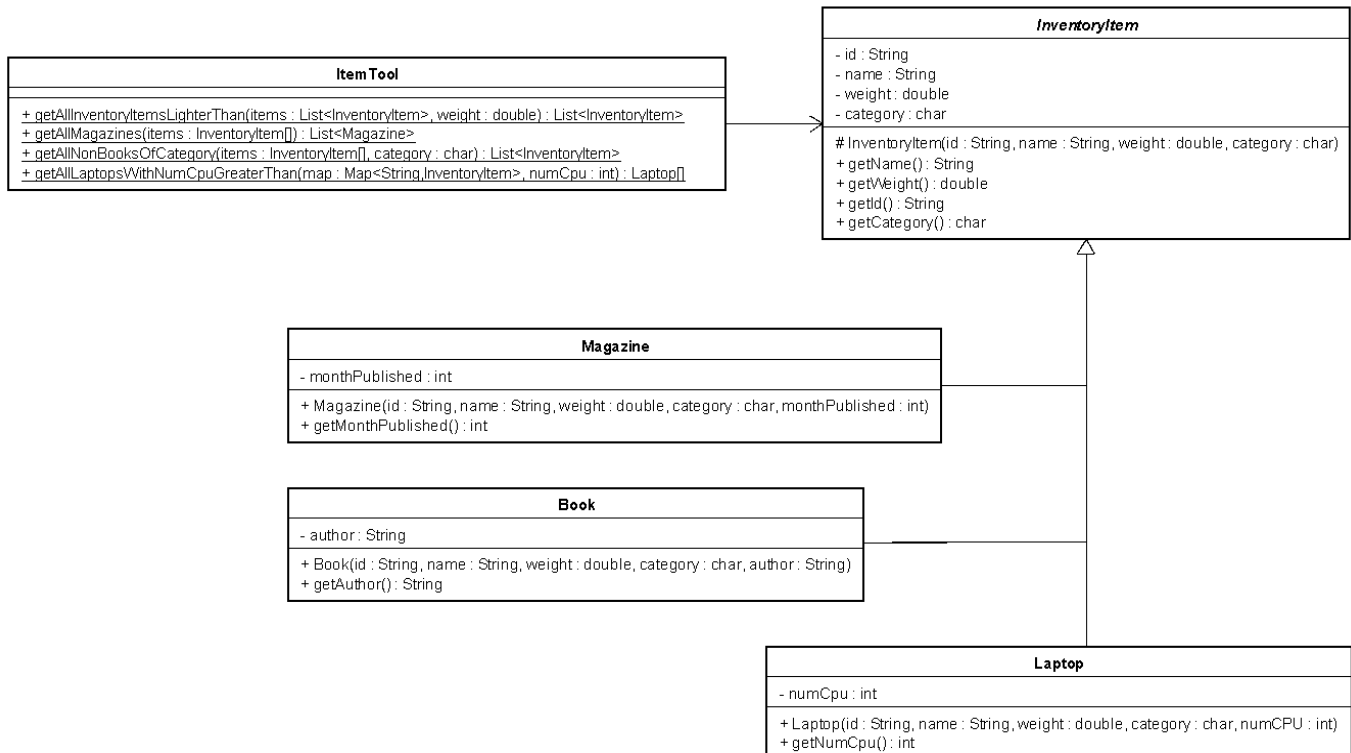 InventoryItem
- id : String
- name : String
- weight : double
- category : char
# InventoryItem(id : String, name : String, weight : double, category : char)
+ getName() : String
+ getWeight() : double
+ getId() : String
+ getCategory() : char
ItemTool
+ getAllInventoryItemsLighterThan(items : List<InventoryItem>, weight : double) : List<InventoryItem>
+ getAllMagazines(items : InventoryItem[]) : List<Magazine>
+ getAllNonBooksOfCategory(items : InventoryItem[], category : char) : List<InventoryItem>
+ getAllLaptopsWithNumCpuGreaterThan(map : Map<String,InventoryItem>, numCpu : int) : Laptop[]
Magazine
- monthPublished : int
+ Magazine(id : String, name : String, weight : double, category : char, monthPublished : int)
+ getMonthPublished() : int
Book
- author : String
+ Book(id : String, name : String, weight : double, category : char, author : String)
+ getAuthor() : String
Laptop
- numCpu : int
+ Laptop(id : String, name : String, weight : double, category : char, numCPU : int)
+ getNumCpu() : int